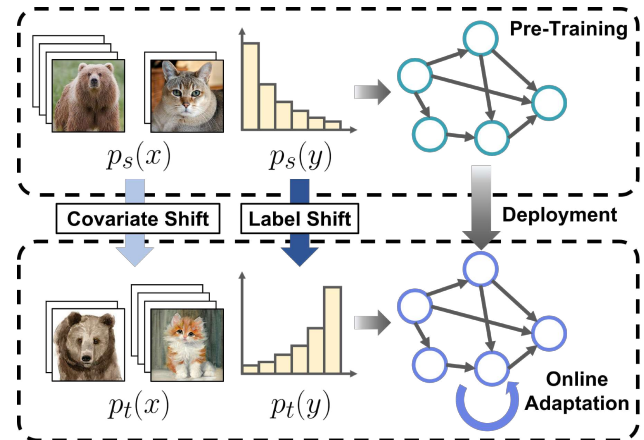 Pre-Training
p_s(x)
p_s(y)
Covariate Shift
Label Shift
Deployment
p_t(x)
p_t(y)
Online
Adaptation